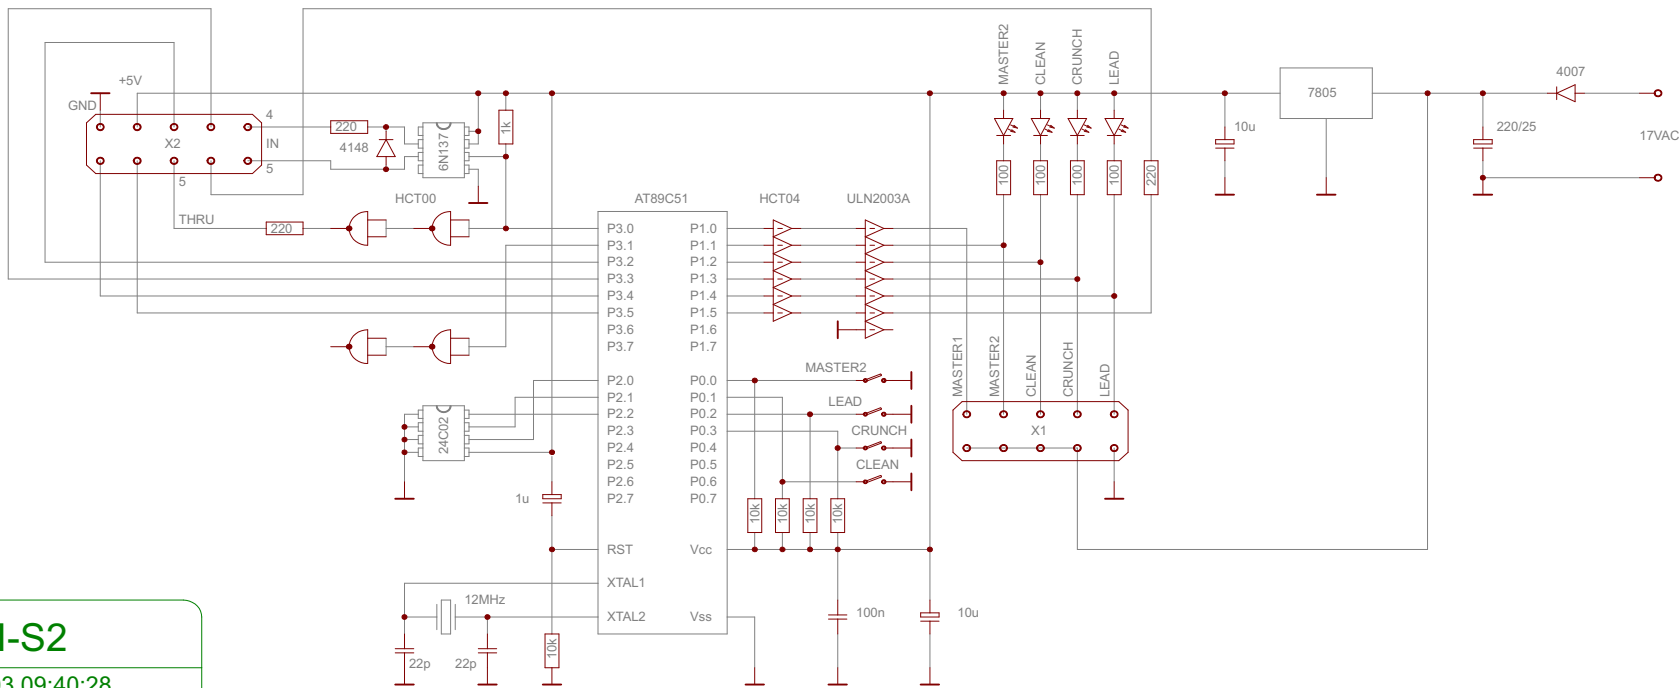 MASTER2
CLEAN
CRUNCH
LEAD
4007
+5V
GND
4
7805
220
1k
10u
220/25
X2
IN
4148
6N137
17VAC
5
5
100
100
100
100
220
HCT00
AT89C51
HCT04
ULN2003A
THRU
220
P3.0
P1.0
P3.1
P1.1
P3.2
P1.2
P3.3
P1.3
P3.4
P1.4
P3.5
P1.5
P3.6
P1.6
P3.7
P1.7
MASTER1
MASTER2
CLEAN
CRUNCH
LEAD
MASTER2
P2.0
P0.0
P2.1
P0.1
LEAD
P2.2
P0.2
24C02
P2.3
P0.3
CRUNCH
X1
P2.4
P0.4
P2.5
P0.5
CLEAN
P2.6
P0.6
P2.7
P0.7
1u
10k
10k
10k
10k
RST
Vcc
XTAL1
12MHz
XTAL2
Vss
100n
10u
10k
22p
22p
-S2
09:40:28